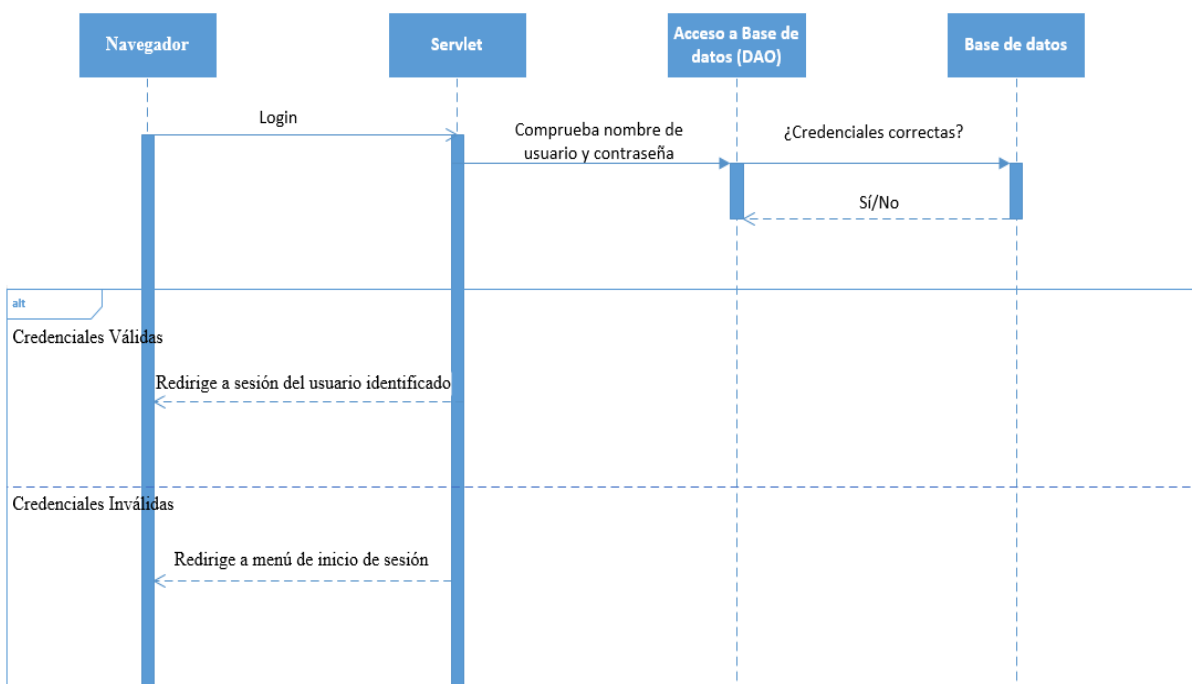 Navegador
Servlet
Acceso a Base de
datos (DAO)
Base de datos
Login
Comprueba nombre de
usuario y contraseña
¿Credenciales correctas?
Sí/No
alt
Credenciales Válidas
Redirige a sesión del usuario identificado
Credenciales Inválidas
Redirige a menú de inicio de sesión